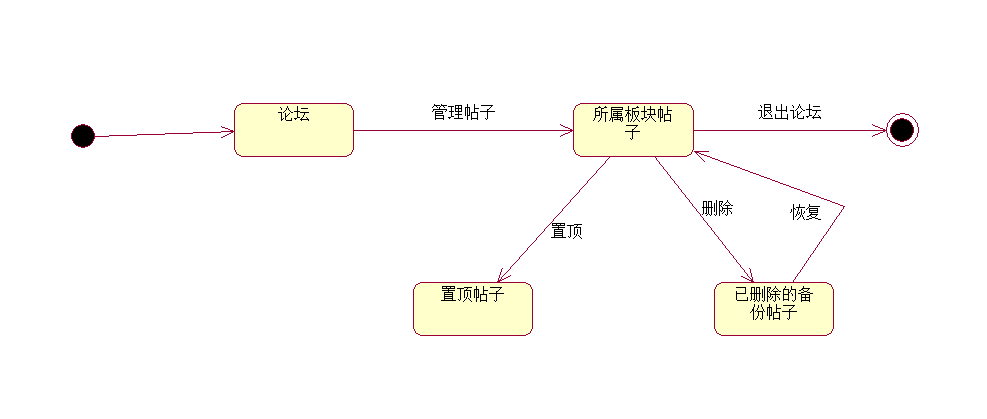 论坛
管理帖子
所属板块帖
子
退出论坛
置顶
删除
恢复
置顶帖子
已删除的备
份帖子